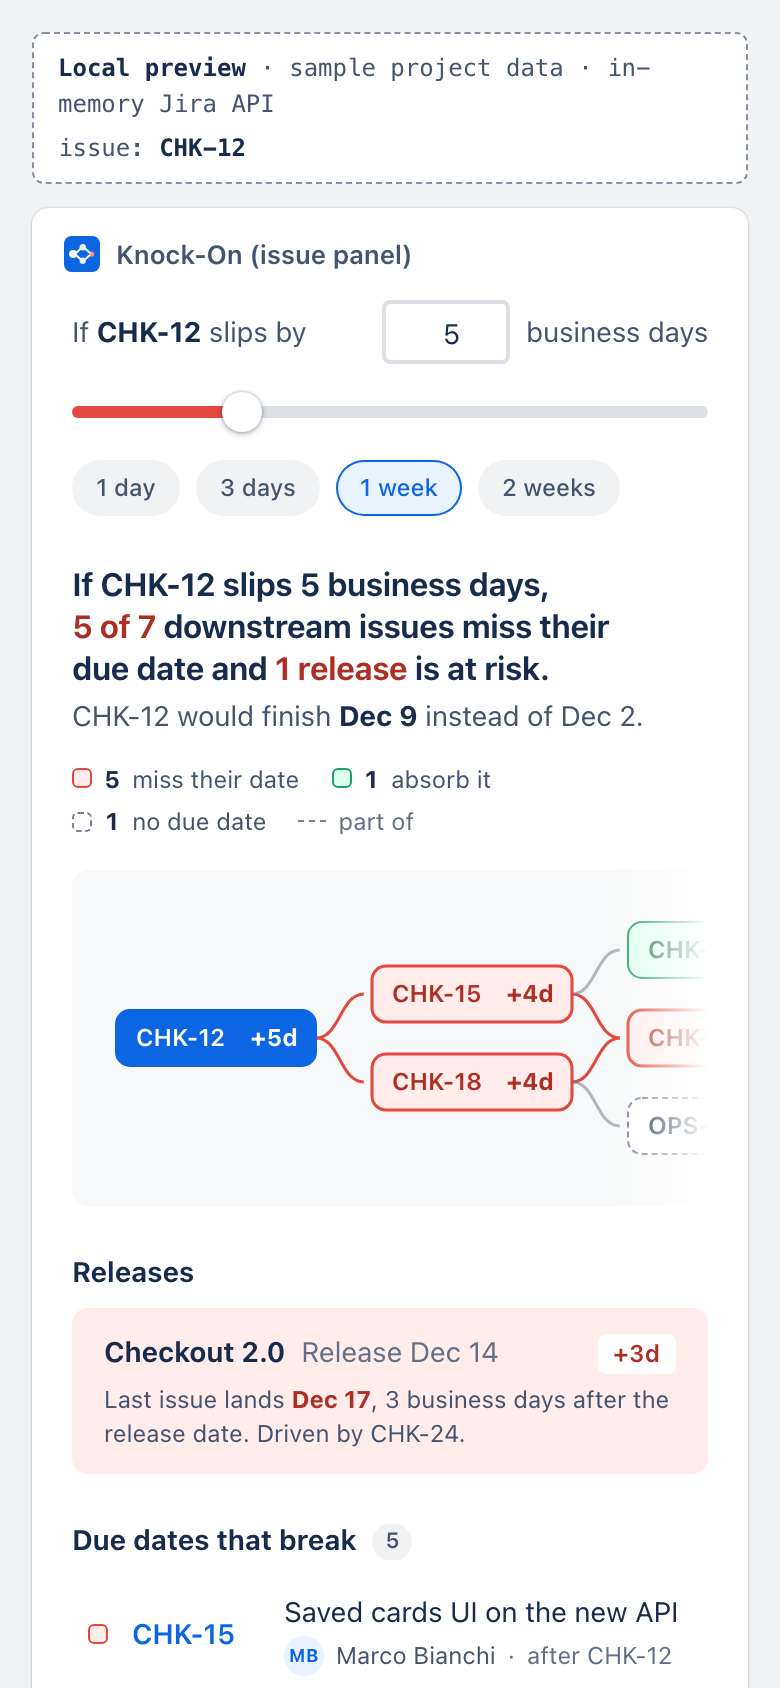 Local preview · sample project data · in-
memory Jira API
issue: CHK-12
Knock-On (issue panel)
If CHK-12 slips by 5 business days
1 day 3 days 1 week 2 weeks
If CHK-12 slips 5 business days,
5 of 7 downstream issues miss their
due date and 1 release is at risk.
CHK-12 would finish Dec 9 instead of Dec 2.
5 miss their date 1 absorb it
1 no due date --- part of
CHK-
CHK-15 +4d
CHK-12 +5d
CHK-
CHK-18 +4d
OPS-
Releases
Checkout 2.0 Release Dec 14 +3d
Last issue lands Dec 17, 3 business days after the
release date. Driven by CHK-24.
Due dates that break 5
Saved cards UI on the new API
CHK-15
MB Marco Bianchi · after CHK-12